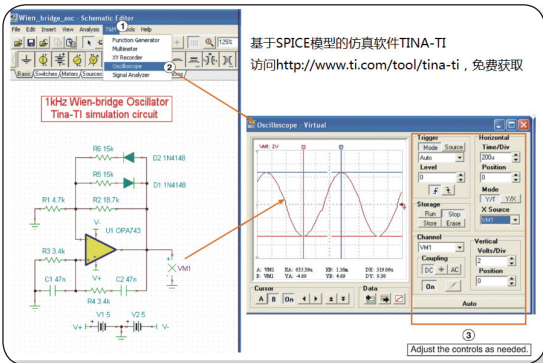 Wien_bridge_osc - Schematic Editor
File Edit Insert View Analysis T&M Tools Help
①
Function Generator
Multimeter
XY Recorder
Oscilloscope
②
Signal Analyzer
125%
Basic Switches Meters Sources
基于SPICE模型的仿真软件TINA-TI
访问http://www.ti.com/tool/tina-ti，免费获取
1kHz Wien-bridge Oscillator
Tina-TI simulation circuit
R6 15k
D2 1N4148
R5 15k
D1 1N4148
R1 4.7k
R2 18.7k
V-
U1 OPA743
R3 3.4k
V+
VM1
C1 47n
C2 47n
R4 3.4k
V+
V1 5
V2 5
V-
Oscilloscope - Virtual
VM1: 2V
Trigger
Mode Source
Auto
Level
0
Horizontal
Time/Div
200u
Position
0
Mode
Y/T Y/X
X Source
VM1
Storage
Run Stop
Store Erase
Channel
VM1
Coupling
DC AC
On
Vertical
Volts/Div
2
Position
0
Auto
A: VM1
B: VM1
Cursor
A B On
Data
③
Adjust the controls as needed.